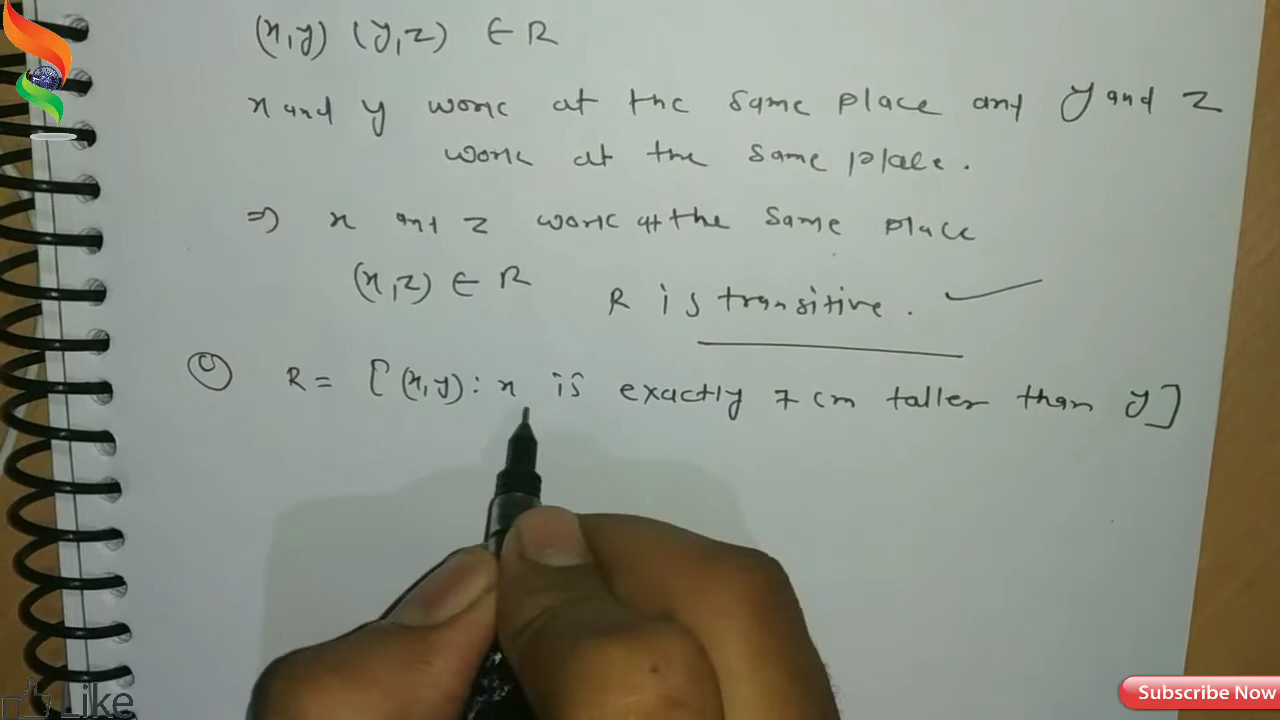 (x,y) (y,z) ∈ R
x and y work at the same place and y and z
work at the same place.
⇒ x and z work at the same place
(x,z) ∈ R R is transitive. ✓
R = [(x,y): x is exactly 7 cm taller than y]
Like
Subscribe Now